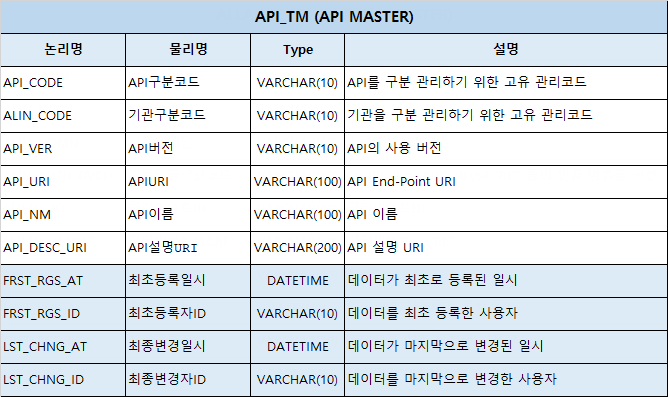 API_TM (API MASTER)
논리명 물리명 Type 설명
API_CODE API구분코드 VARCHAR(10) API를 구분 관리하기 위한 고유 관리코드
ALIN_CODE 기관구분코드 VARCHAR(10) 기관을 구분 관리하기 위한 고유 관리코드
API_VER API버전 VARCHAR(10) API의 사용 버전
API_URI APIURI VARCHAR(100) API End-Point URI
API_NM API이름 VARCHAR(100) API 이름
API_DESC_URI API설명URI VARCHAR(200) API 설명 URI
FRST_RGS_AT 최초등록일시 DATETIME 데이터가 최초로 등록된 일시
FRST_RGS_ID 최초등록자ID VARCHAR(10) 데이터를 최초 등록한 사용자
LST_CHNG_AT 최종변경일시 DATETIME 데이터가 마지막으로 변경된 일시
LST_CHNG_ID 최종변경자ID VARCHAR(10) 데이터를 마지막으로 변경한 사용자